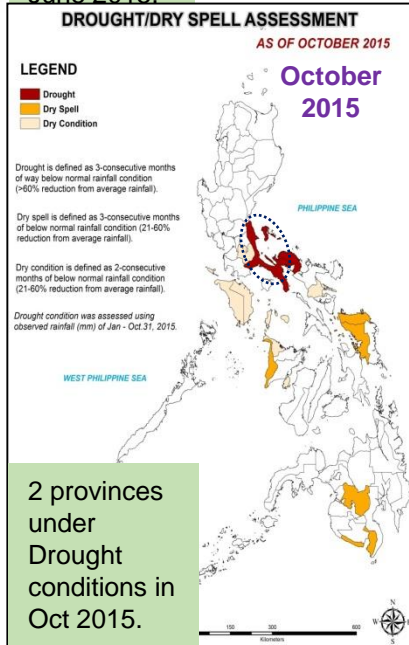 DROUGHT/DRY SPELL ASSESSMENT
AS OF OCTOBER 2015
LEGEND
Drought
Dry Spell
Dry Condition
October
2015
Drought is defined as 3-consecutive months
of way below normal rainfall condition
(>60% reduction from average rainfall).
Dry spell is defined as 3-consecutive months
of below normal rainfall condition (21-60%
reduction from average rainfall).
Dry condition is defined as 2-consecutive
months of below normal rainfall condition
(21-60% reduction from average rainfall).
Drought condition was assessed using
observed rainfall (mm) of Jan - Oct.31, 2015.
PHILIPPINE SEA
WEST PHILIPPINE SEA
2 provinces
under
Drought
conditions in
Oct 2015.
150 300 600
Kilometers
N
W
S